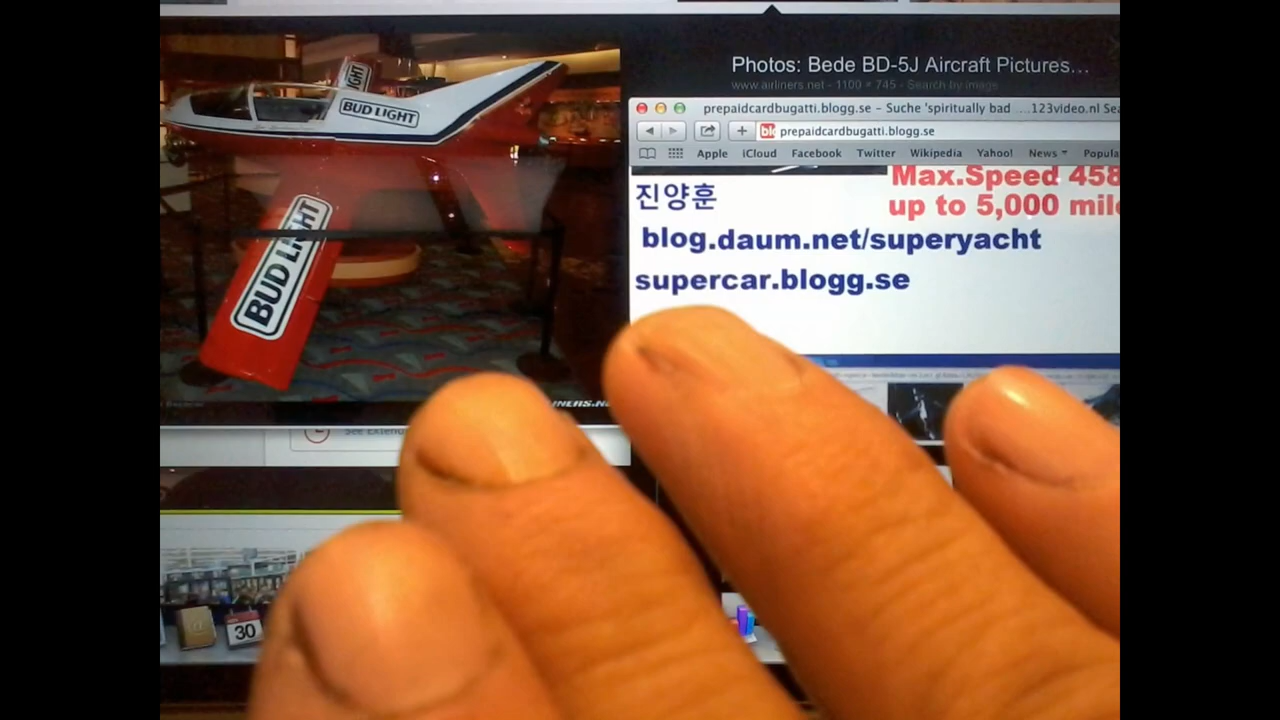 Photos: Bede BD-5J Aircraft Pictures...
www.airliners.net - 1100 × 745 - Search by image
LIGHT
BUD LIGHT
BUD LIGHT
prepaidcardbugatti.blogg.se – Suche 'spiritually bad ....123video.nl Sea
prepaidcardbugatti.blogg.se
Apple iCloud Facebook Twitter Wikipedia Yahoo! News Popula
Max.Speed 458
up to 5,000 mile
진양훈
blog.daum.net/superyacht
supercar.blogg.se
See Exten
30